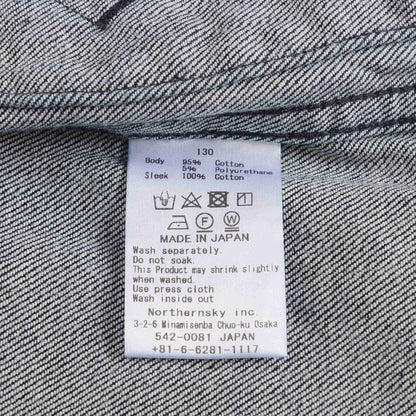 130
Body 95% Cotton
5% Polyurethane
Sleek 100% Cotton
F W
MADE IN JAPAN
Wash separately.
Do not soak.
This Product may shrink slightly
when washed.
Use press cloth
Wash inside out
Northernsky inc
3-2-6 Minamisenba Chuo-ku Osaka
542-0081 JAPAN
+81-6-6281-1117